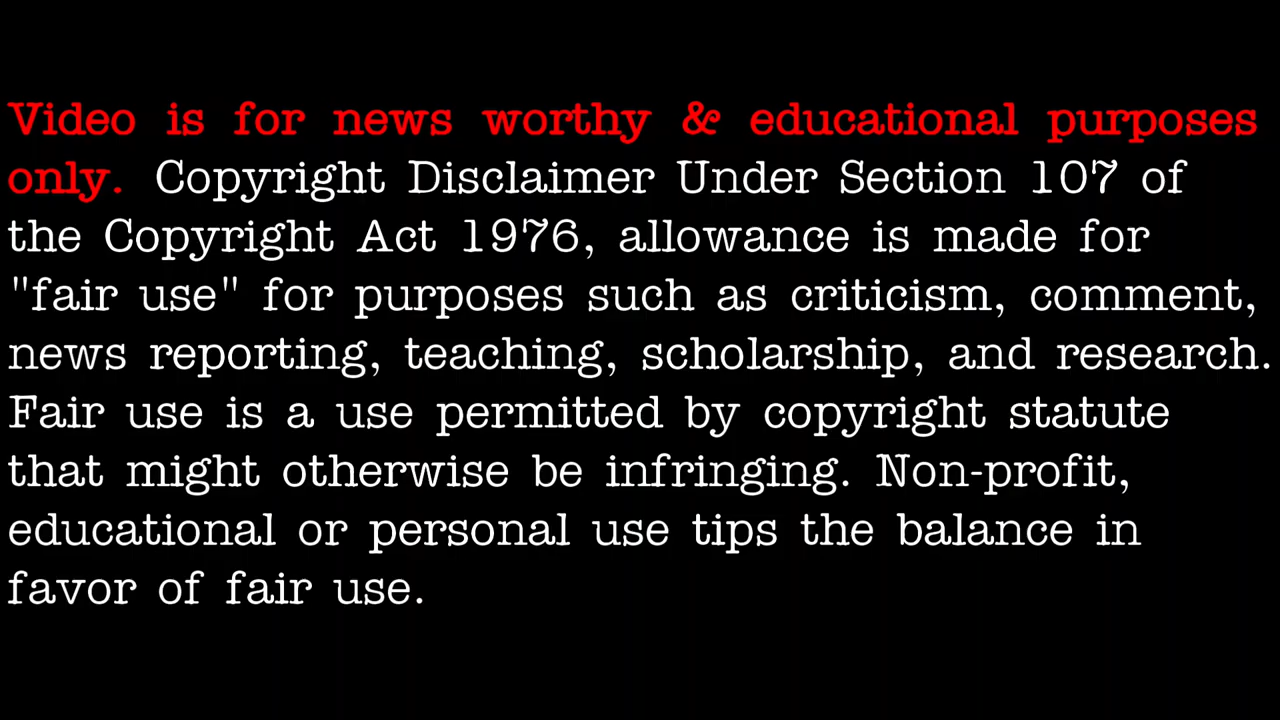 Video is for news worthy & educational purposes
only. Copyright Disclaimer Under Section 107 of
the Copyright Act 1976, allowance is made for
"fair use" for purposes such as criticism, comment,
news reporting, teaching, scholarship, and research.
Fair use is a use permitted by copyright statute
that might otherwise be infringing. Non-profit,
educational or personal use tips the balance in
favor of fair use.